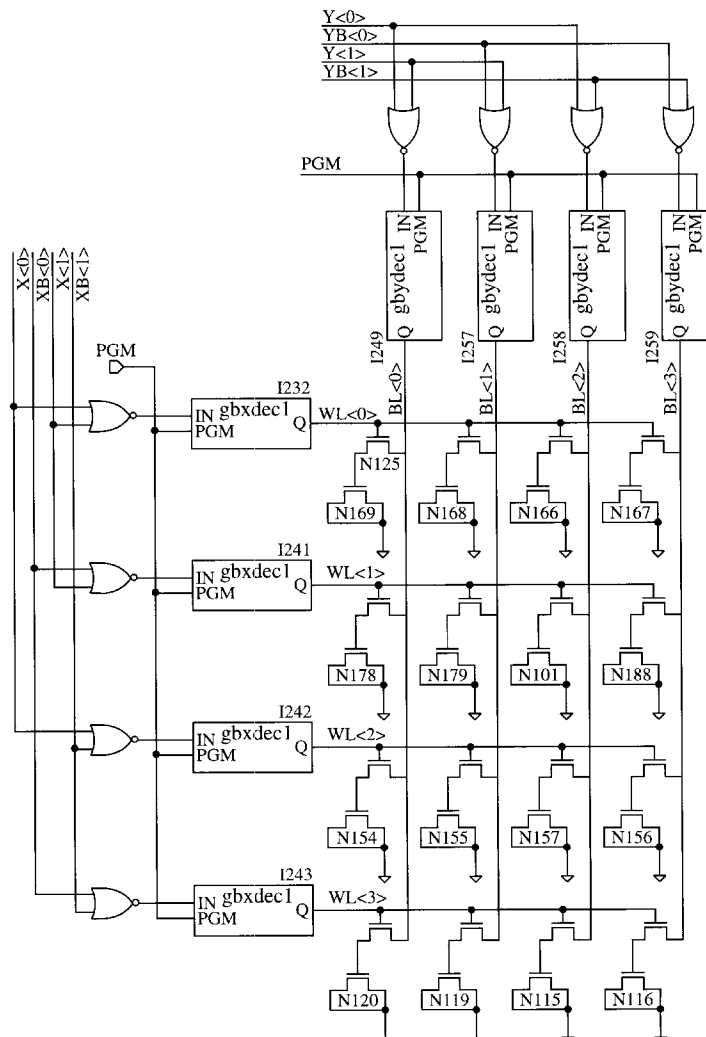 Y<0>
YB<0>
Y<1>
YB<1>
PGM
IN
PGM
gbydec1
Q
I249
IN
PGM
gbydec1
Q
I257
IN
PGM
gbydec1
Q
I258
IN
PGM
gbydec1
Q
I259
X<0>
XB<0>
X<1>
XB<1>
BL<0>
BL<1>
BL<2>
BL<3>
PGM
I232
IN gbxdec1 Q
PGM
WL<0>
N125
N169
N168
N166
N167
I241
IN gbxdec1 Q
PGM
WL<1>
N178
N179
N101
N188
I242
IN gbxdec1 Q
PGM
WL<2>
N154
N155
N157
N156
I243
IN gbxdec1 Q
PGM
WL<3>
N120
N119
N115
N116